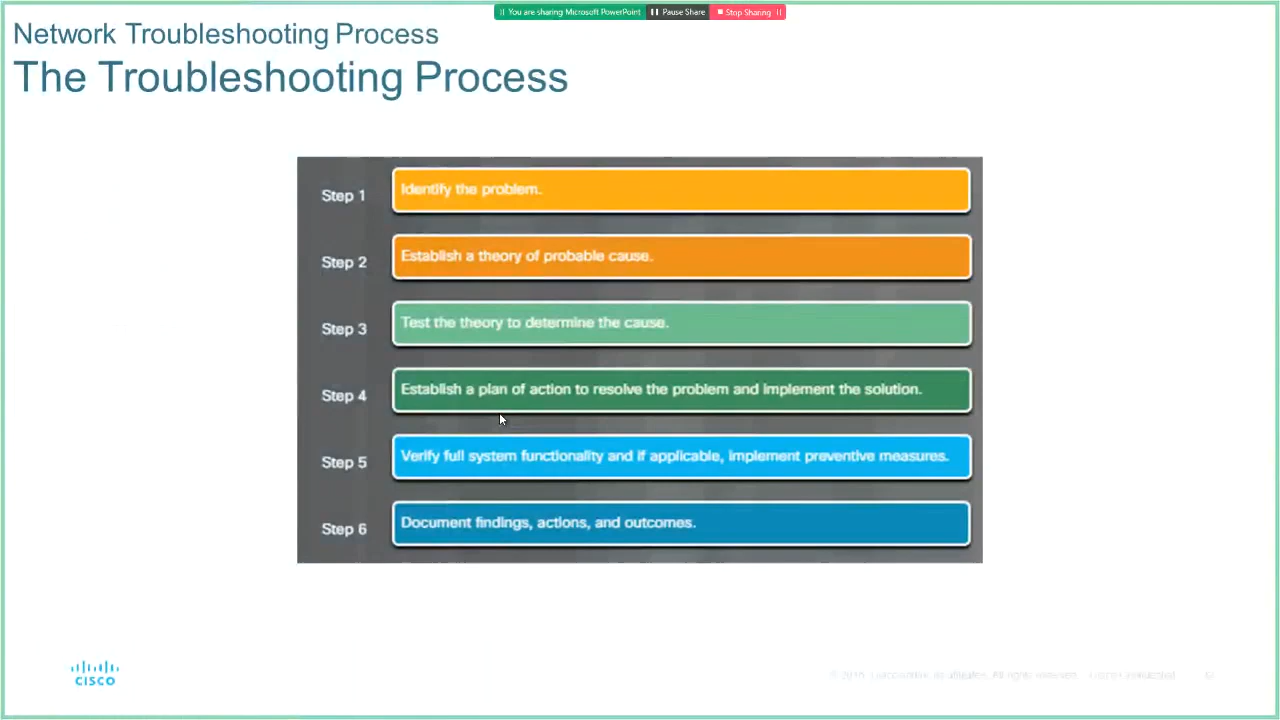 You are sharing Microsoft PowerPoint Pause Share Stop Sharing
Network Troubleshooting Process
The Troubleshooting Process
Step 1 Identify the problem.
Step 2 Establish a theory of probable cause.
Step 3 Test the theory to determine the cause.
Step 4 Establish a plan of action to resolve the problem and implement the solution.
Step 5 Verify full system functionality and if applicable, implement preventive measures.
Step 6 Document findings, actions, and outcomes.
CISCO
All rights reserved.